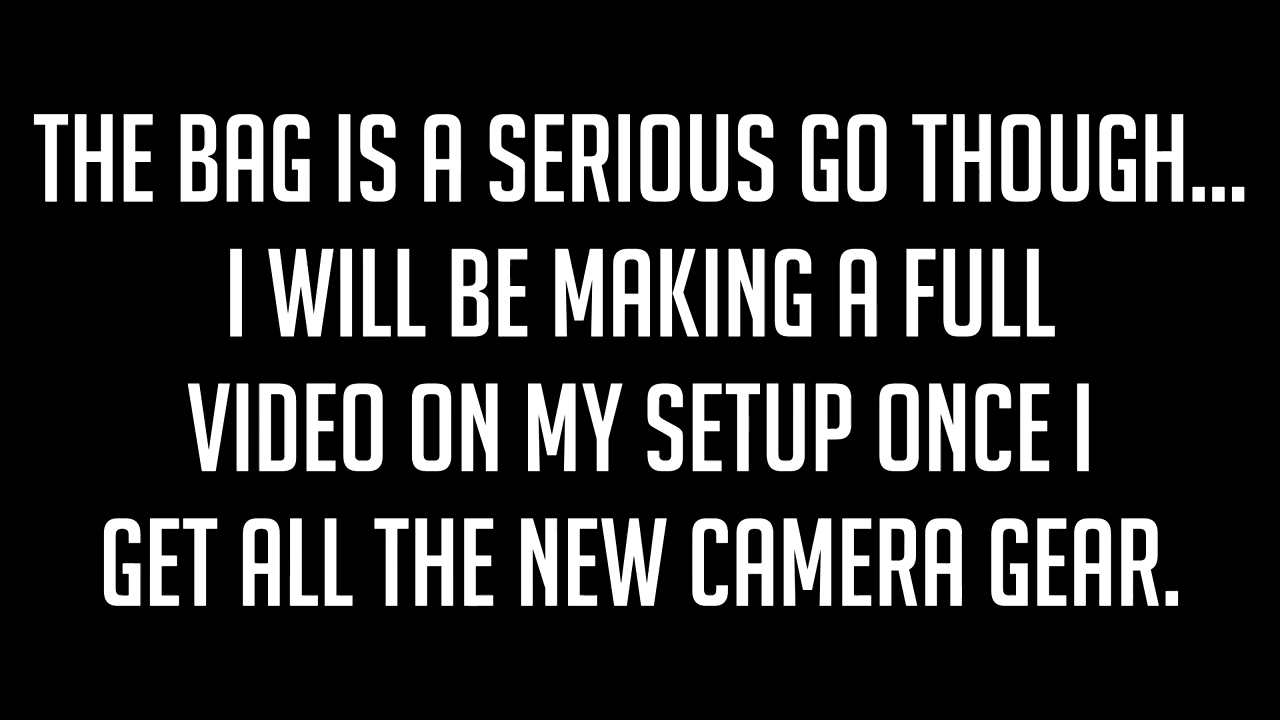 THE BAG IS A SERIOUS GO THOUGH...
I WILL BE MAKING A FULL
VIDEO ON MY SETUP ONCE I
GET ALL THE NEW CAMERA GEAR.